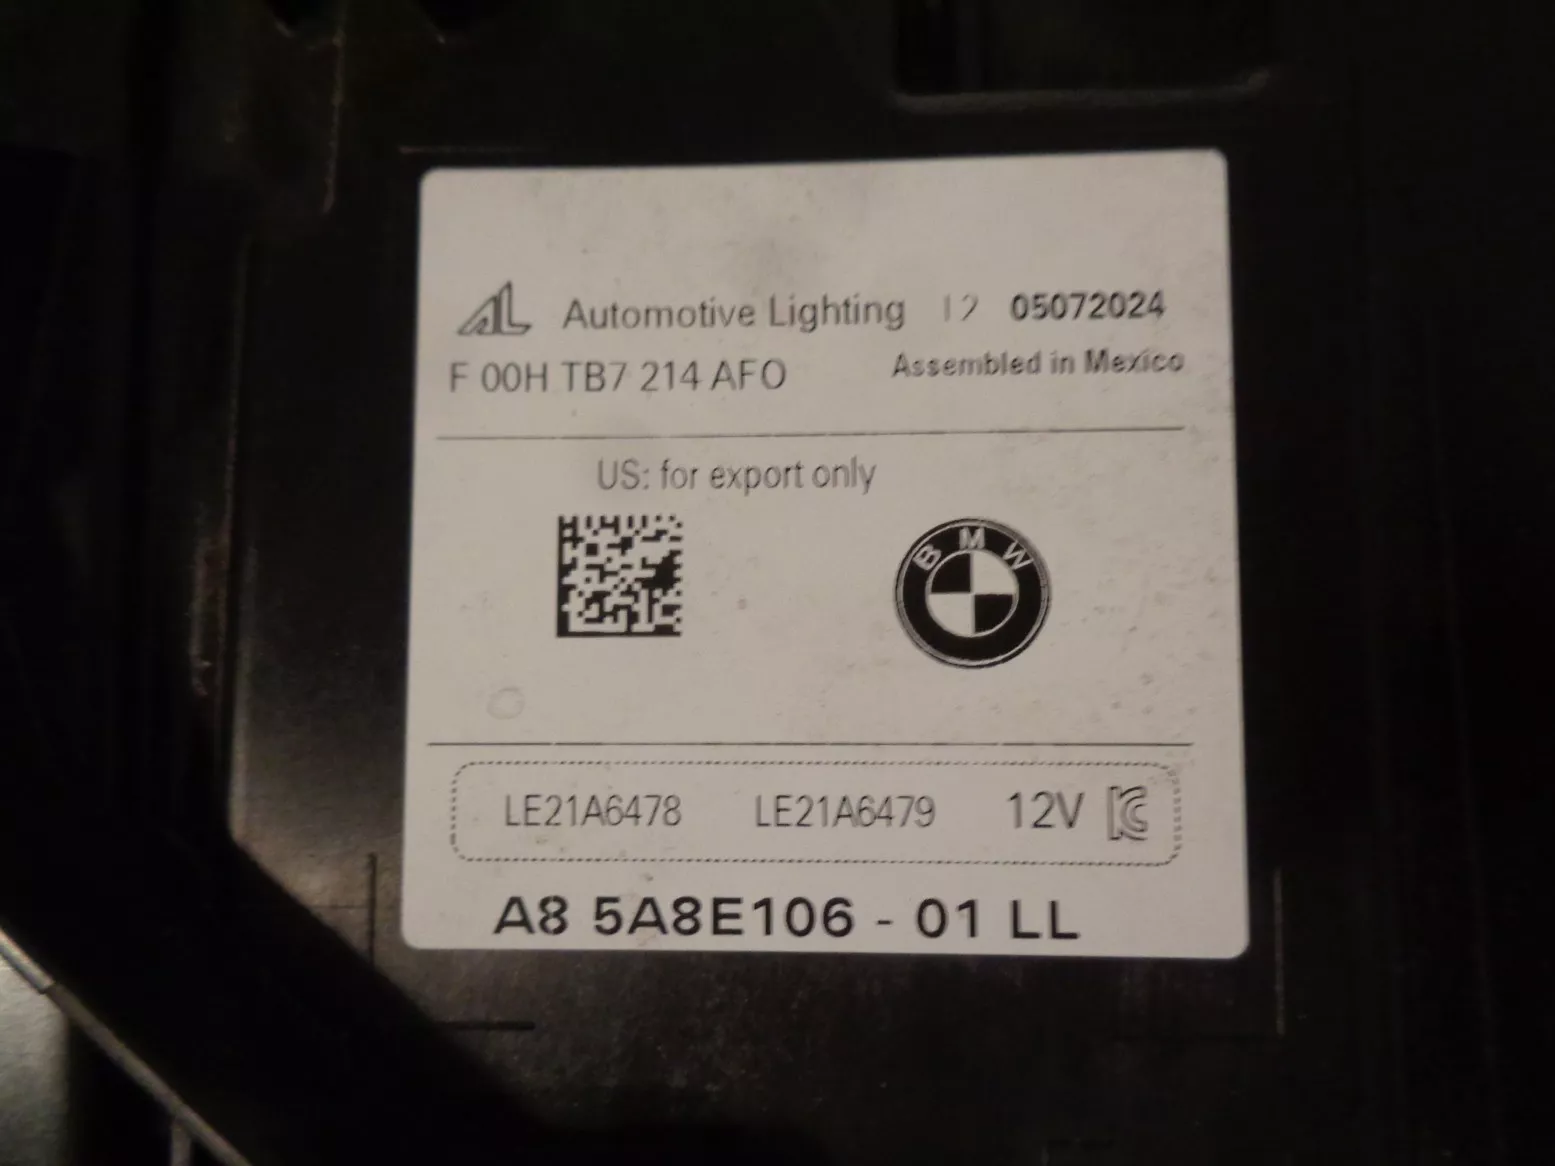 AL Automotive Lighting 12 05072024
F 00H TB7 214 AFO Assembled in Mexico
US: for export only
BMW
LE21A6478 LE21A6479 12V
A8 5A8E106 - 01 LL